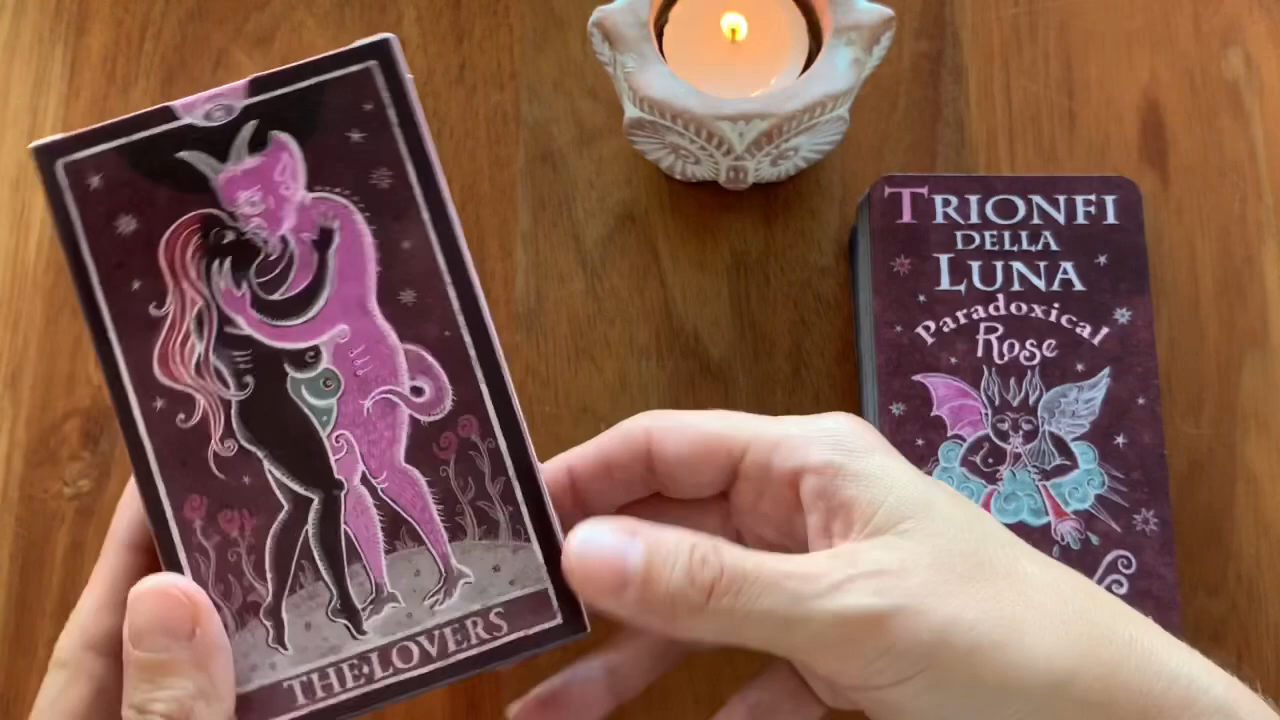 THE LOVERS
TRIONFI
DELLA
LUNA
Paradoxical
Rose